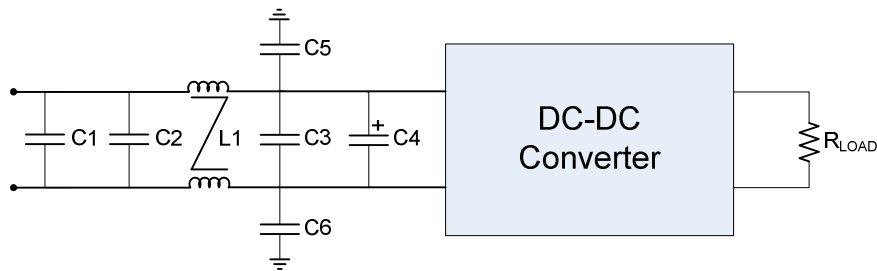 C5
C1
C2
L1
C3
+
C4
DC-DC
Converter
RLOAD
C6